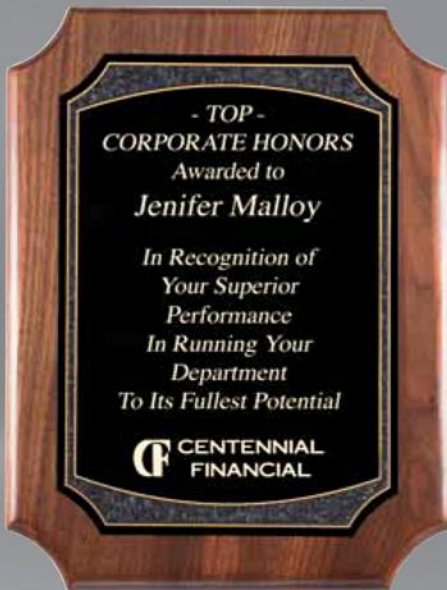 - TOP -
CORPORATE HONORS
Awarded to
Jenifer Malloy
In Recognition of
Your Superior
Performance
In Running Your
Department
To Its Fullest Potential
CF CENTENNIAL
FINANCIAL